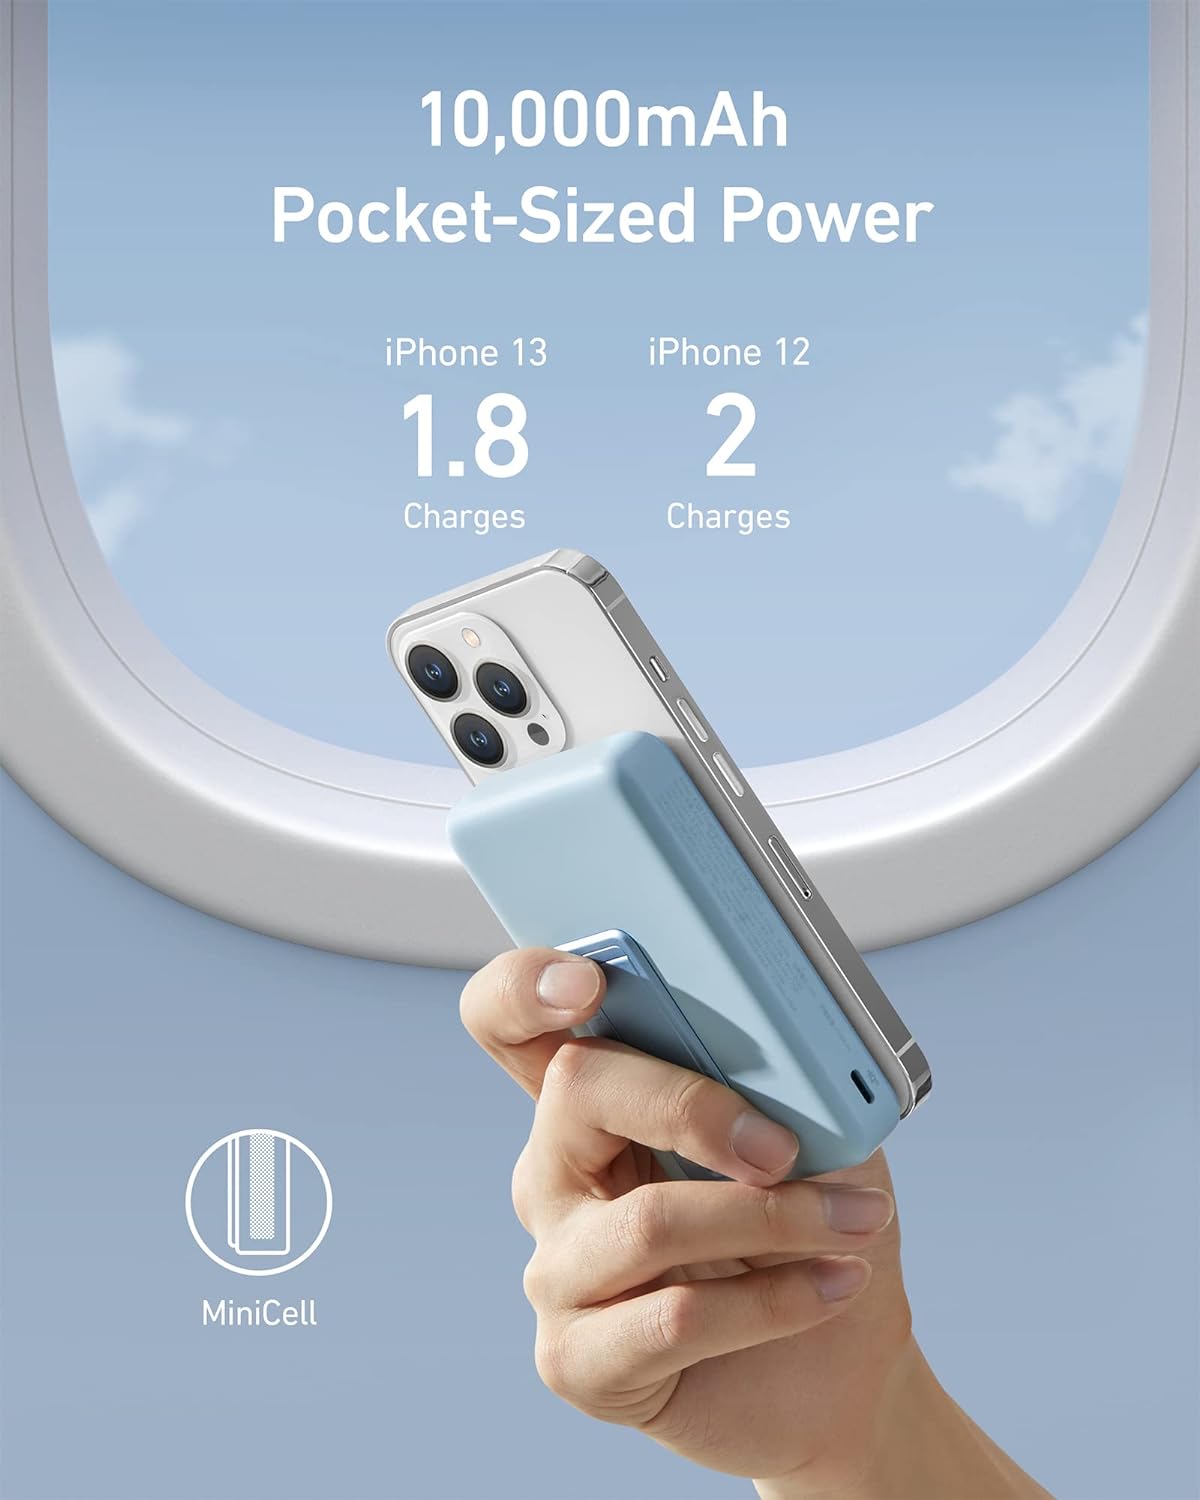 10,000mAh
Pocket-Sized Power
iPhone 13
1.8
Charges
iPhone 12
2
Charges
MiniCell